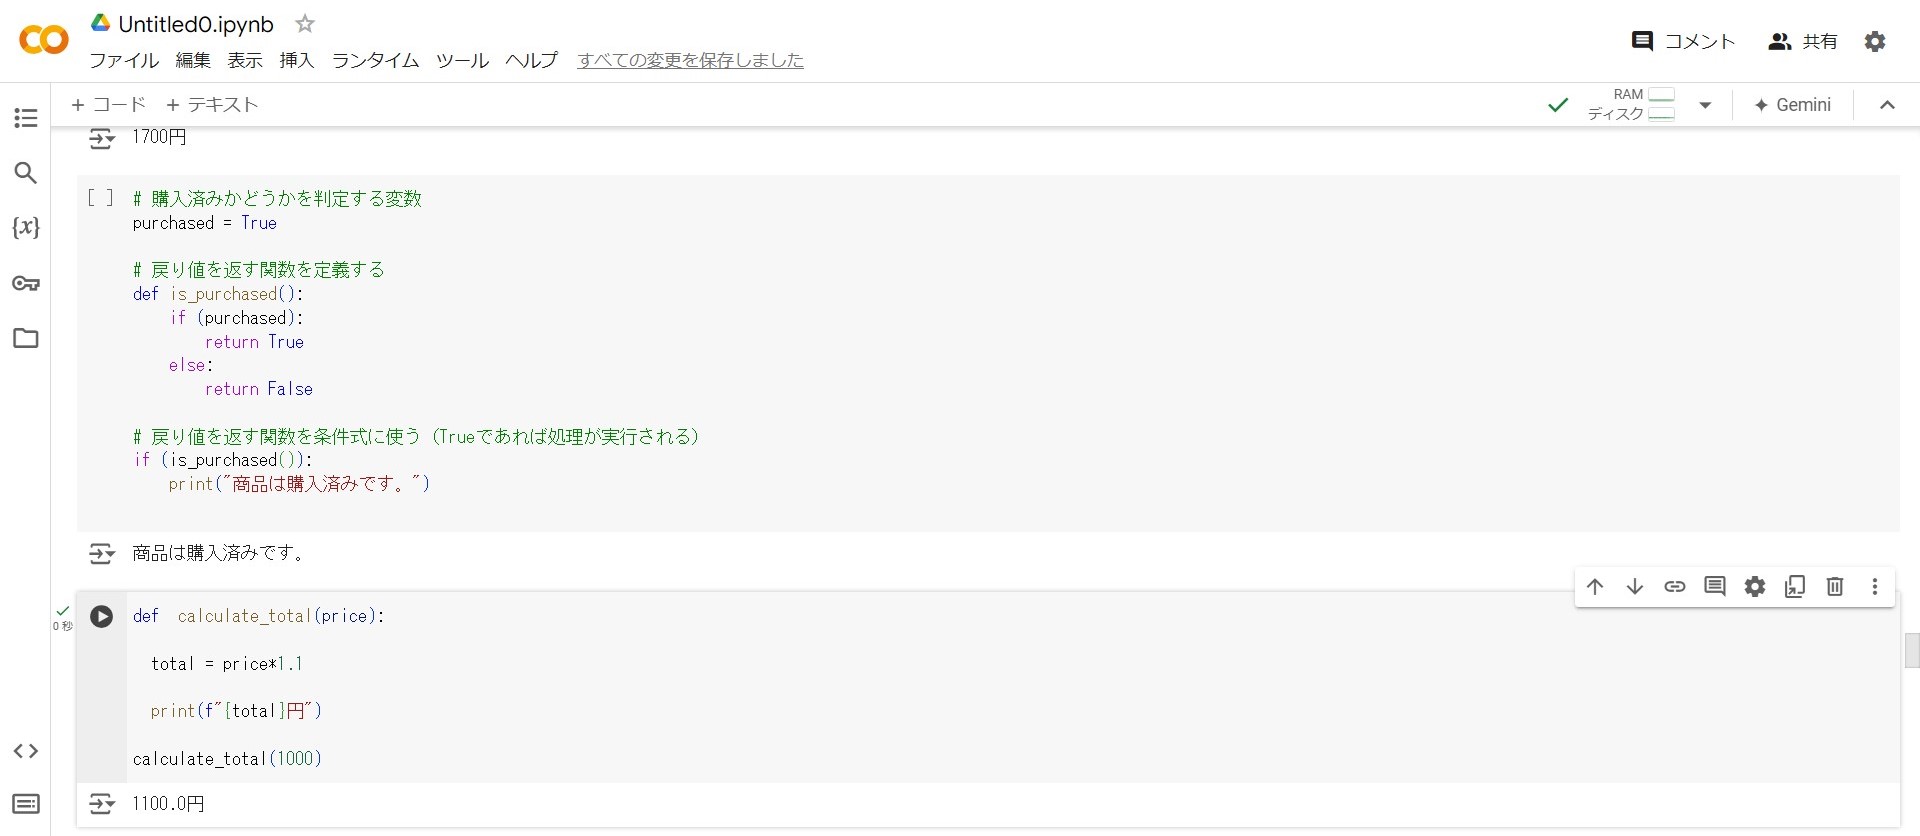 Untitled0.ipynb
ファイル 編集 表示 挿入 ランタイム ツール ヘルプ すべての変更を保存しました
コメント 共有
+ コード + テキスト
RAM
ディスク
Gemini
1700円
[ ] # 購入済みかどうかを判定する変数
purchased = True
# 戻り値を返す関数を定義する
def is_purchased():
    if (purchased):
        return True
    else:
        return False
# 戻り値を返す関数を条件式に使う（Trueであれば処理が実行される）
if (is_purchased()):
    print("商品は購入済みです。")
商品は購入済みです。
0 秒
def  calculate_total(price):
  total = price*1.1
  print(f"{total}円")
calculate_total(1000)
1100.0円